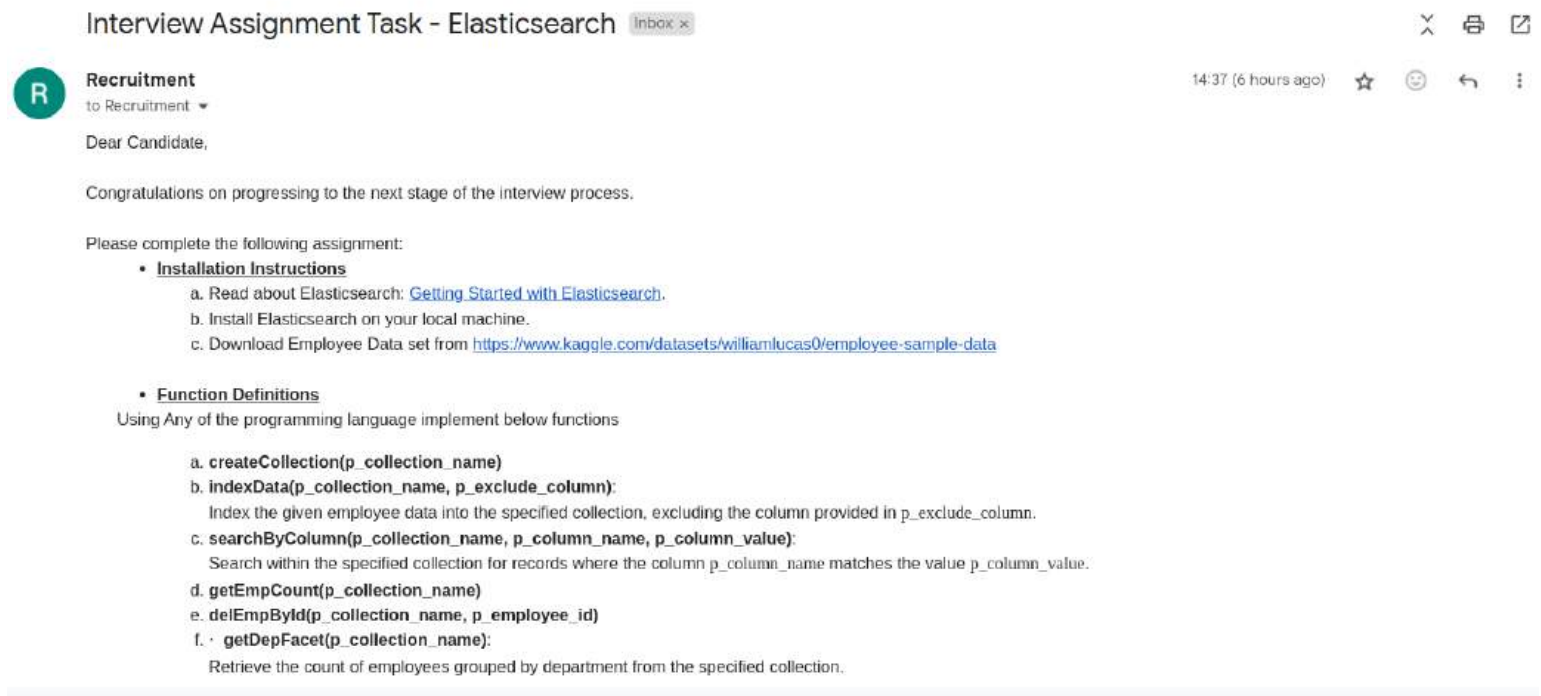 Interview Assignment Task - Elasticsearch Inbox ×
R
Recruitment
14:37 (6 hours ago)
to Recruitment
Dear Candidate,
Congratulations on progressing to the next stage of the interview process.
Please complete the following assignment:
• Installation Instructions
a. Read about Elasticsearch: Getting Started with Elasticsearch.
b. Install Elasticsearch on your local machine.
c. Download Employee Data set from https://www.kaggle.com/datasets/williamlucas0/employee-sample-data
• Function Definitions
Using Any of the programming language implement below functions
a. createCollection(p_collection_name)
b. indexData(p_collection_name, p_exclude_column):
Index the given employee data into the specified collection, excluding the column provided in p_exclude_column.
c. searchByColumn(p_collection_name, p_column_name, p_column_value):
Search within the specified collection for records where the column p_column_name matches the value p_column_value.
d. getEmpCount(p_collection_name)
e. delEmpById(p_collection_name, p_employee_id)
f. · getDepFacet(p_collection_name):
Retrieve the count of employees grouped by department from the specified collection.